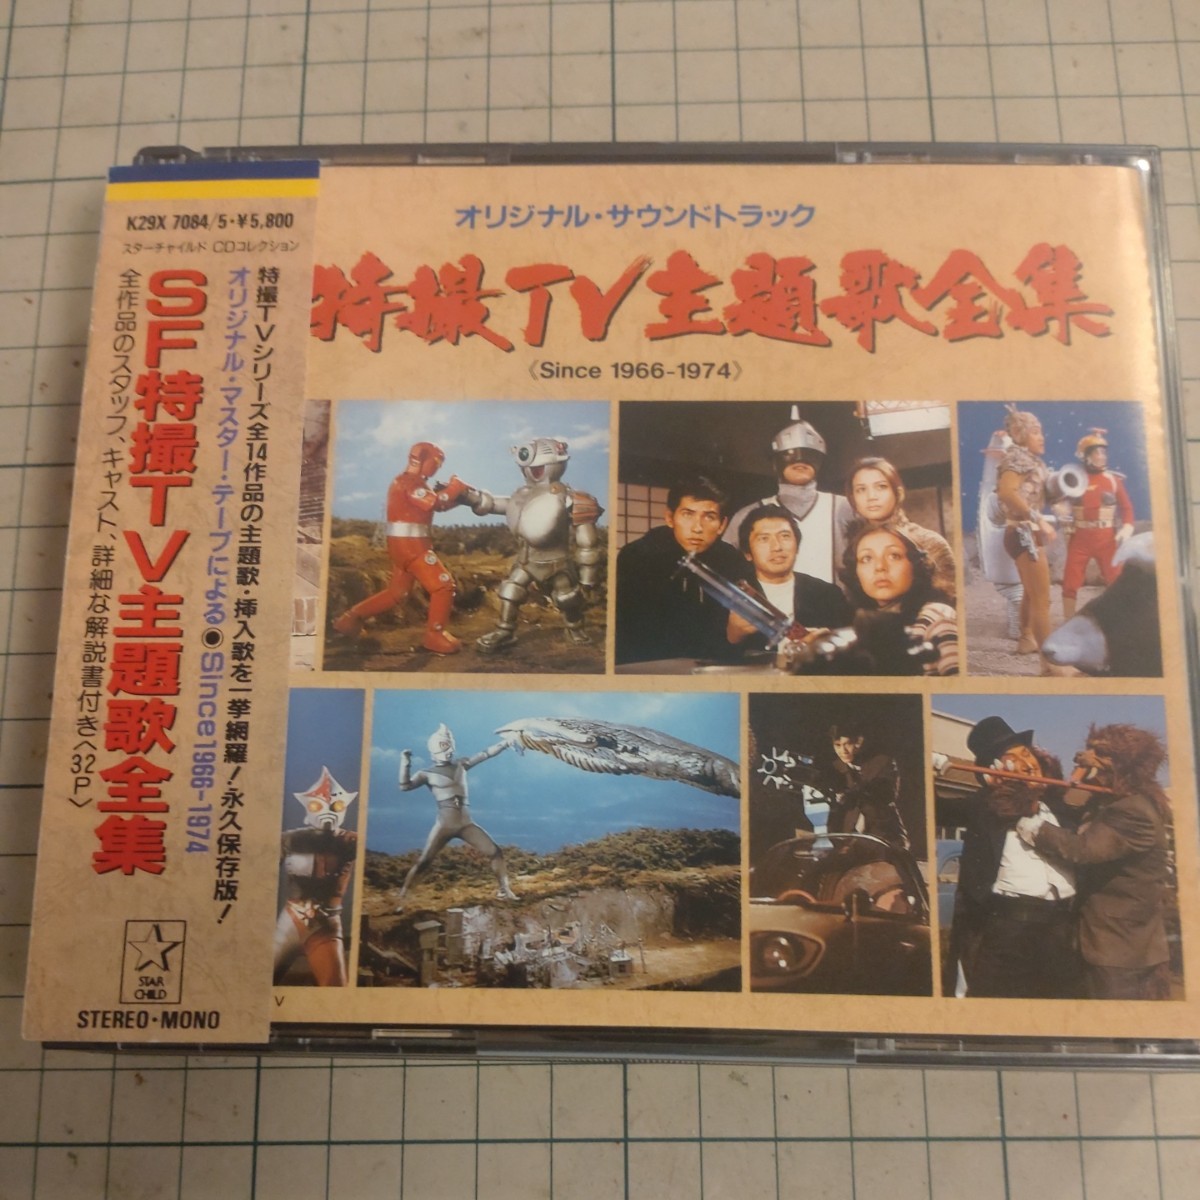 K29X 7084/5・¥5,800
スターチャイルド CDコレクション
特撮TVシリーズ全14作品の主題歌・挿入歌を一挙網羅！永久保存版！
オリジナル・マスター・テープによる●Since 1966-1974
SF特撮TV主題歌全集
全作品のスタッフ、キャスト、詳細な解説書付き〈32P〉
STAR
CHILD
STEREO・MONO
オリジナル・サウンドトラック
特撮TV主題歌全集
《Since 1966-1974》
V